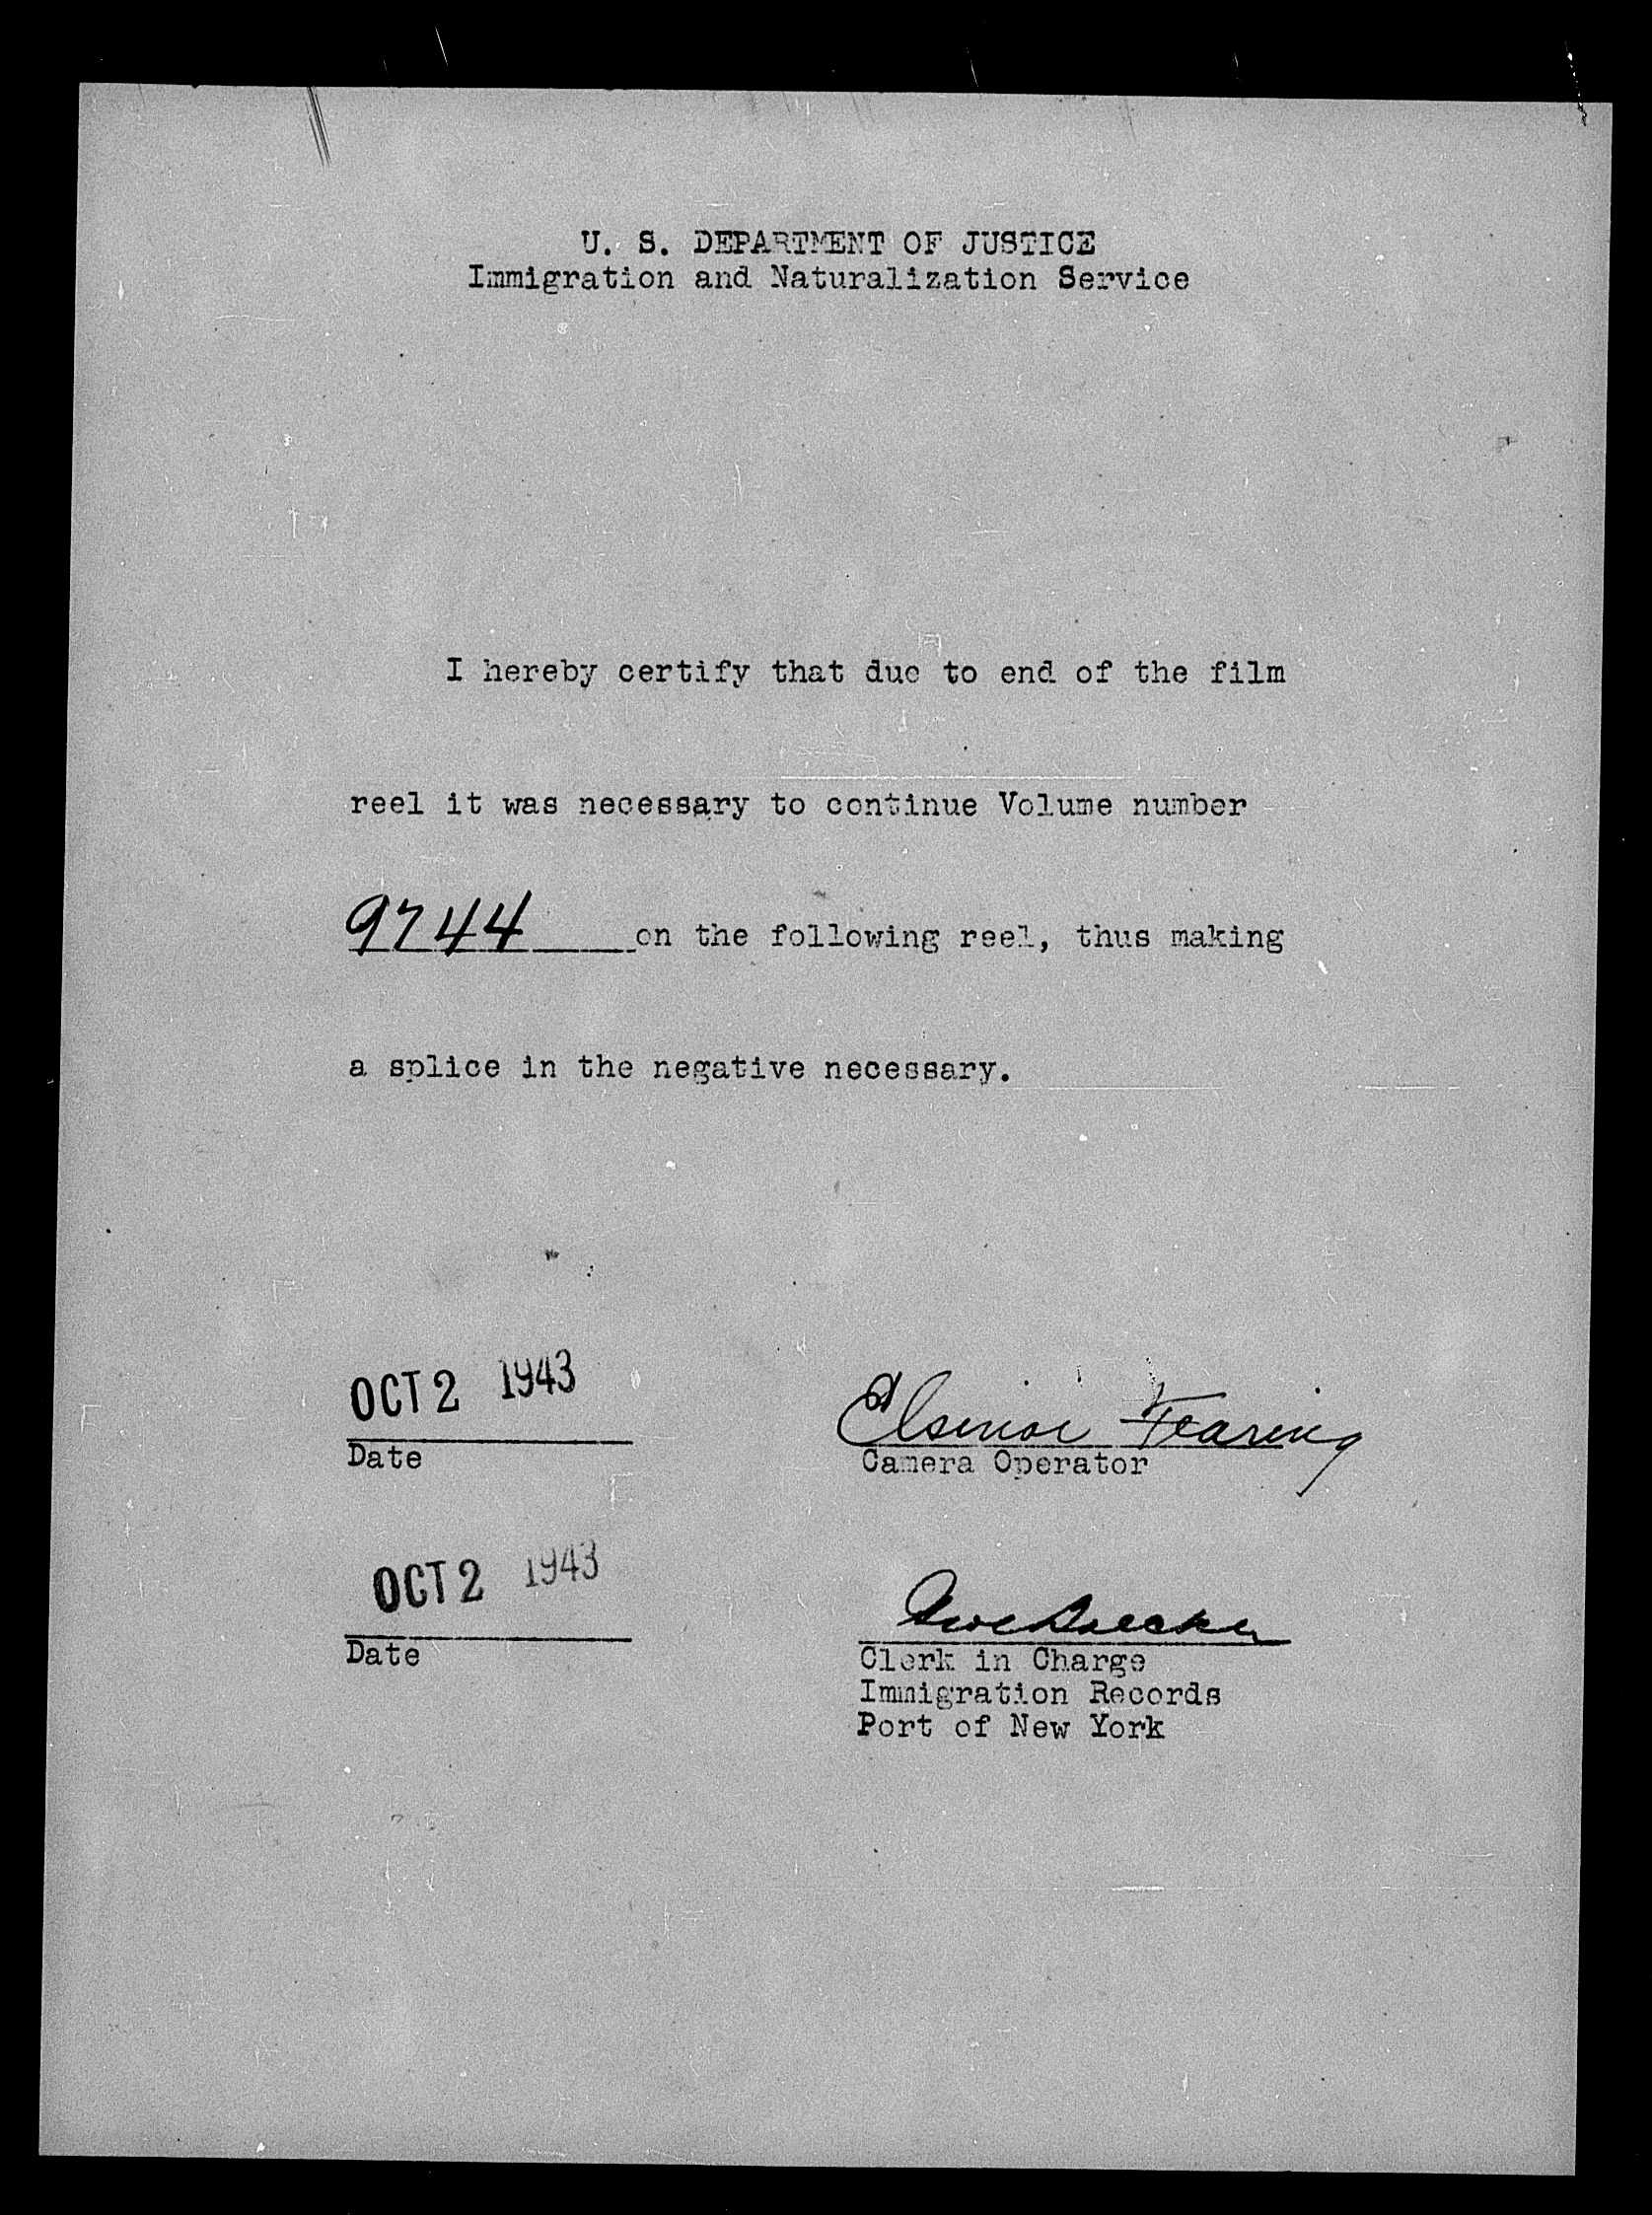 U. S. DEPARTMENT OF JUSTICE
Immigration and Naturalization Service
I hereby certify that due to end of the film
reel it was necessary to continue Volume number
9744 on the following reel, thus making
a splice in the negative necessary.
OCT 2 1943
Date
Fearing
Camera Operator
OCT 2 1943
Date
Clerk in Charge
Immigration Records
Port of New York